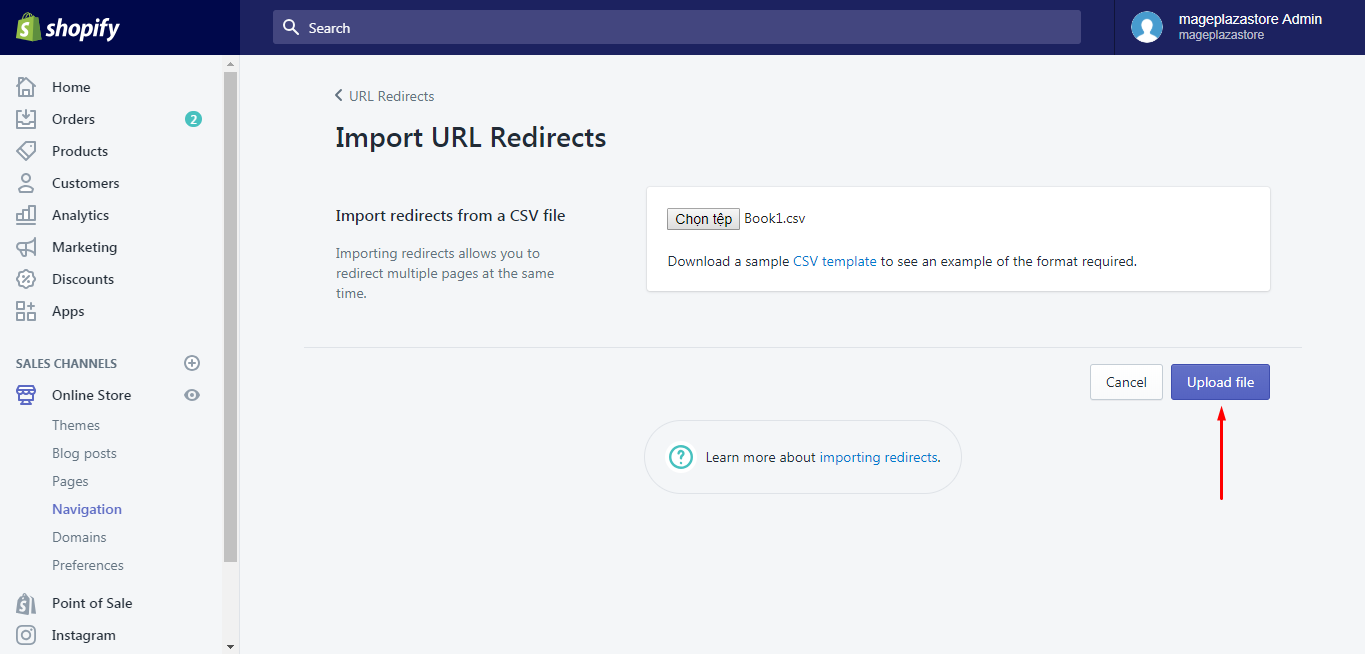 shopify
Search
mageplazastore Admin
mageplazastore
Home
Orders 2
Products
Customers
Analytics
Marketing
Discounts
Apps
SALES CHANNELS
Online Store
Themes
Blog posts
Pages
Navigation
Domains
Preferences
Point of Sale
Instagram
URL Redirects
Import URL Redirects
Import redirects from a CSV file
Importing redirects allows you to
redirect multiple pages at the same
time.
Chọn tệp Book1.csv
Download a sample CSV template to see an example of the format required.
Cancel Upload file
Learn more about importing redirects.